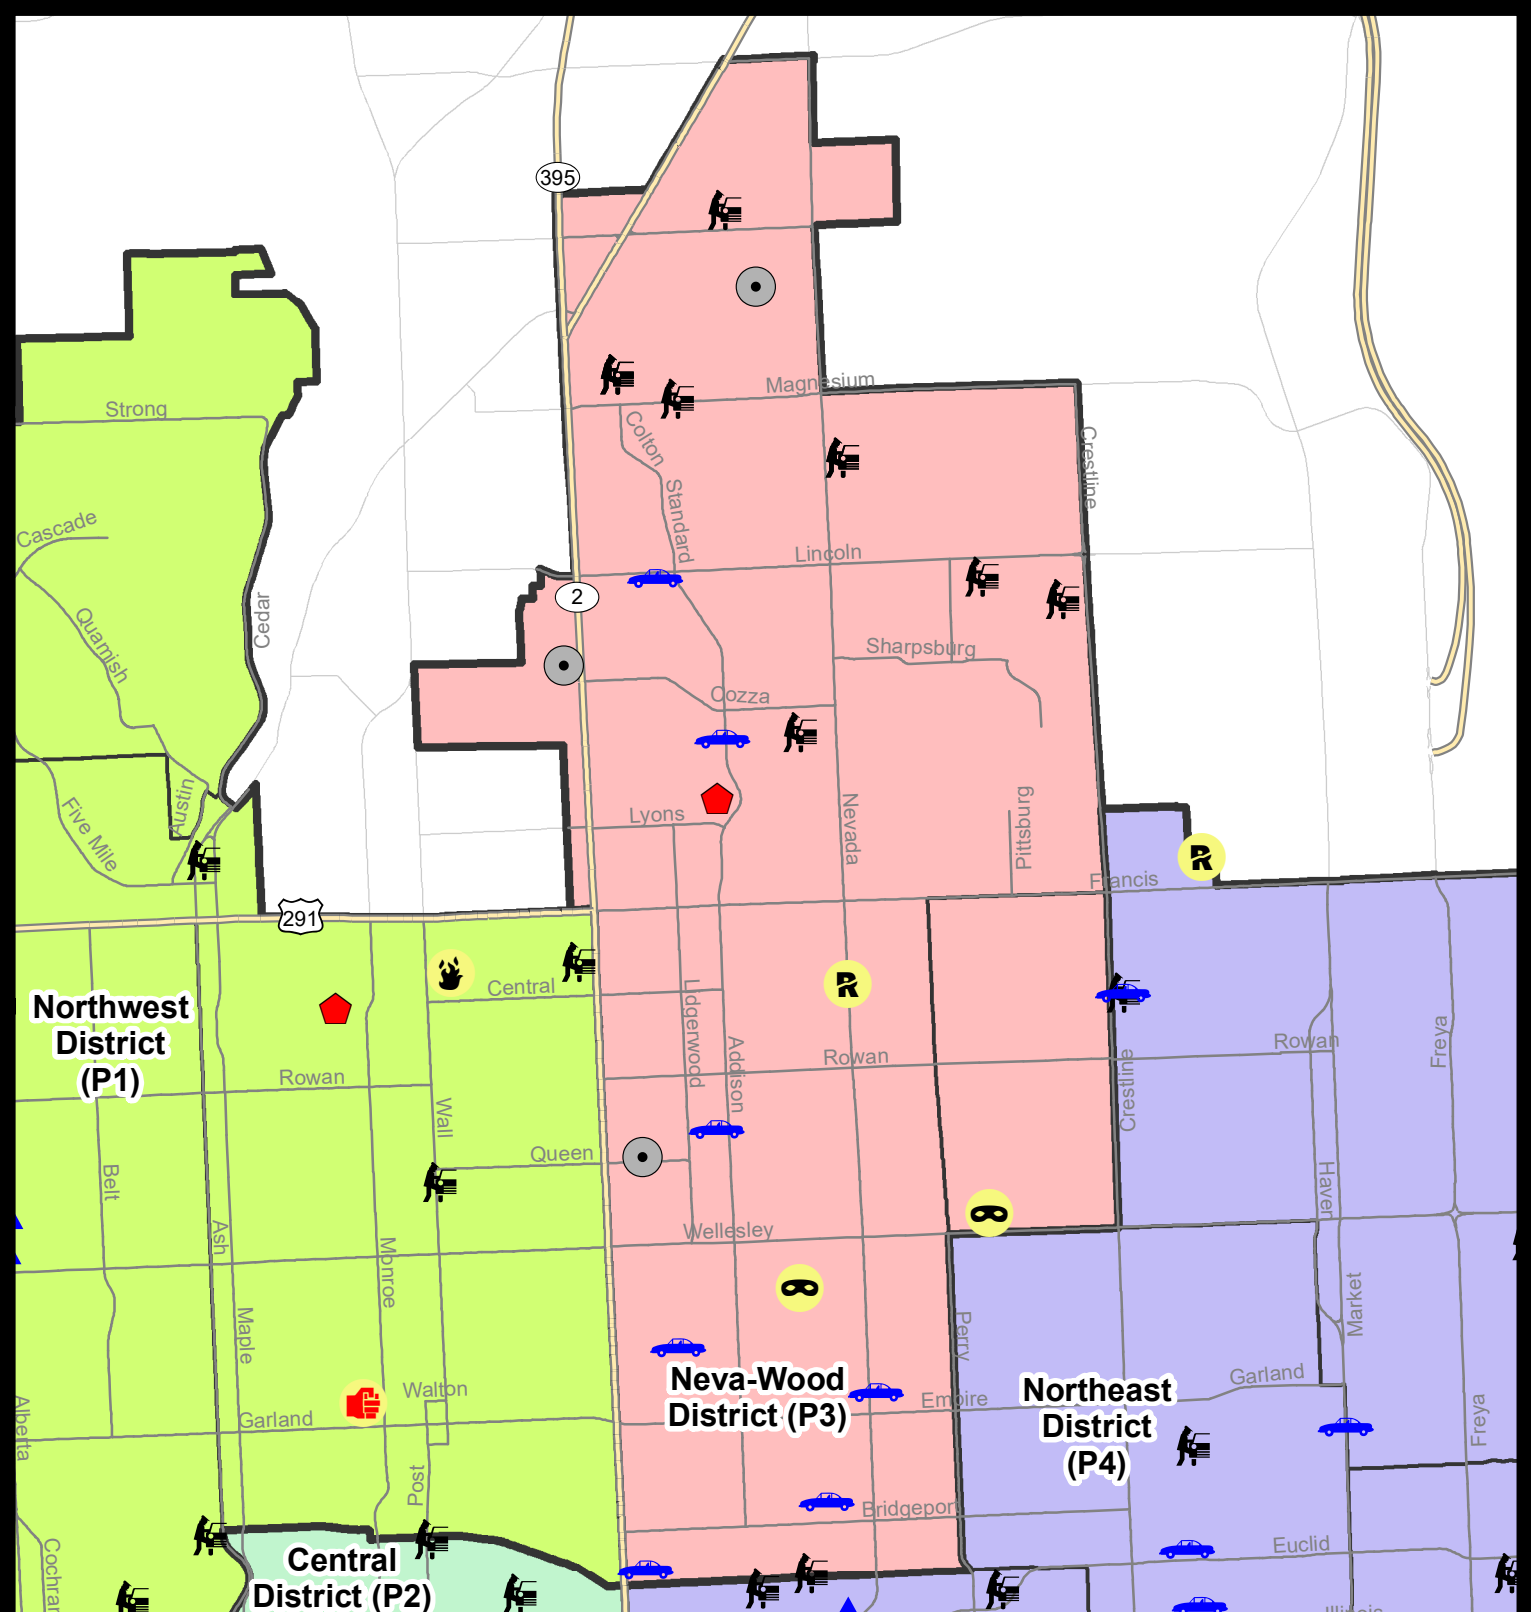 395
Magnesium
Strong
Colton
Crestline
Standard
Cascade
Lincoln
2
Cedar
Quamish
Sharpsburg
Cozza
Austin
Five Mile
Lyons
Nevada
Pittsburg
Francis
291
R
R
Central
Northwest
District
(P1)
Lidgerwood
Addison
Rowan
Rowan
Rowan
Freya
Crestline
Wall
Queen
Belt
Haven
Ash
Wellesley
Monroe
Maple
Perry
Market
Neva-Wood
District (P3)
Northeast
District
(P4)
Walton
Garland
Garland
Empire
Alberta
Freya
Post
Bridgeport
Euclid
Central
District (P2)
Cochran
Illinois